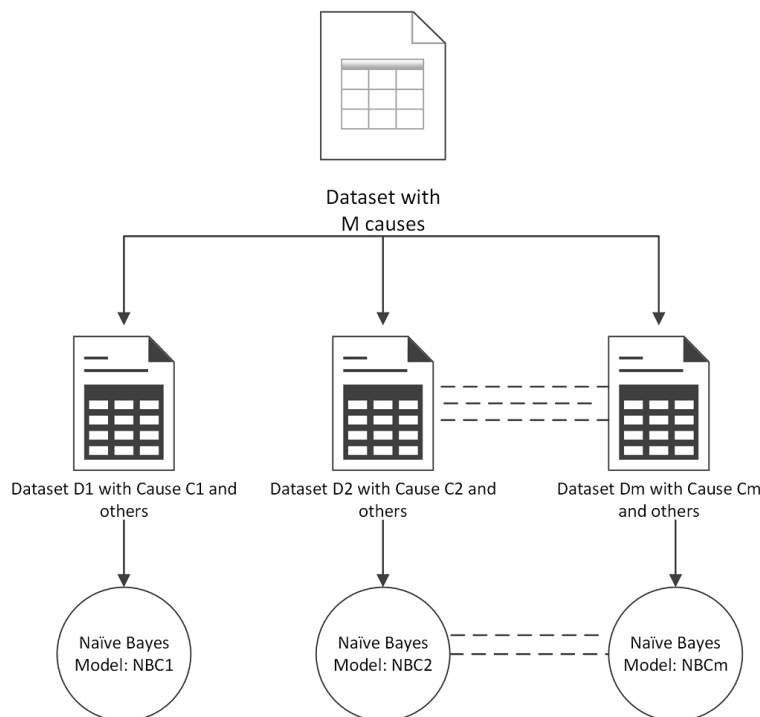 Dataset with
M causes
Dataset D1 with Cause C1 and
others
Dataset D2 with Cause C2 and
others
Dataset Dm with Cause Cm
and others
Naïve Bayes
Model: NBC1
Naïve Bayes
Model: NBC2
Naïve Bayes
Model: NBCm